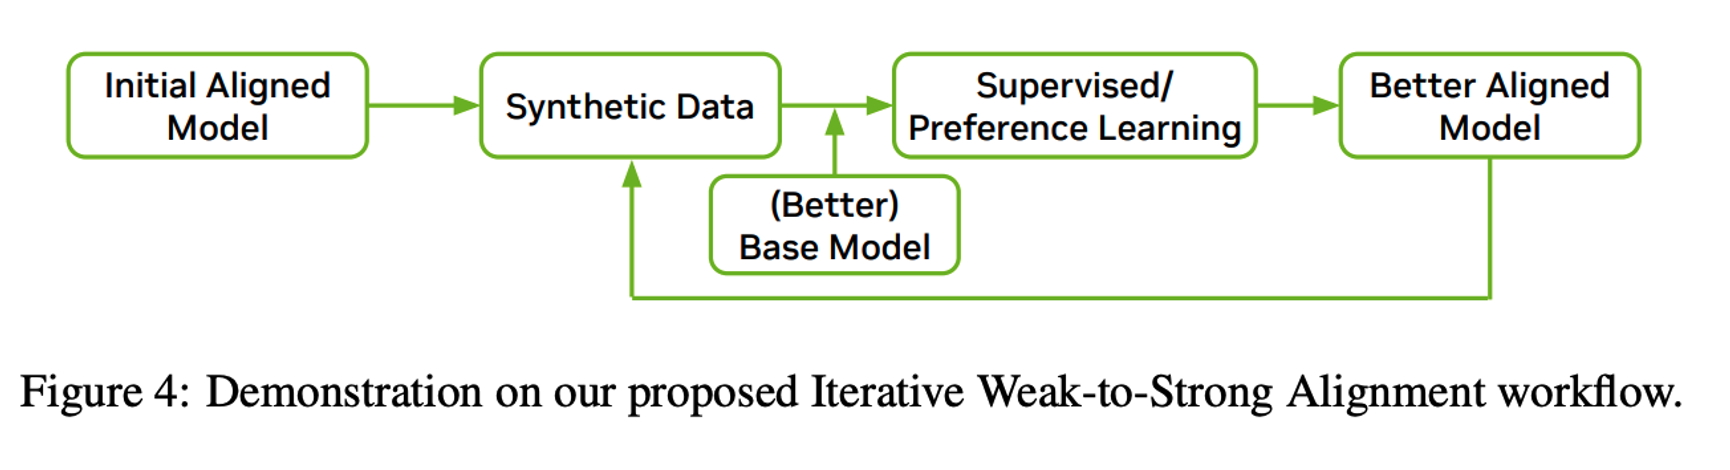 Initial Aligned
Model
Synthetic Data
Supervised/
Preference Learning
Better Aligned
Model
(Better)
Base Model
Figure 4: Demonstration on our proposed Iterative Weak-to-Strong Alignment workflow.